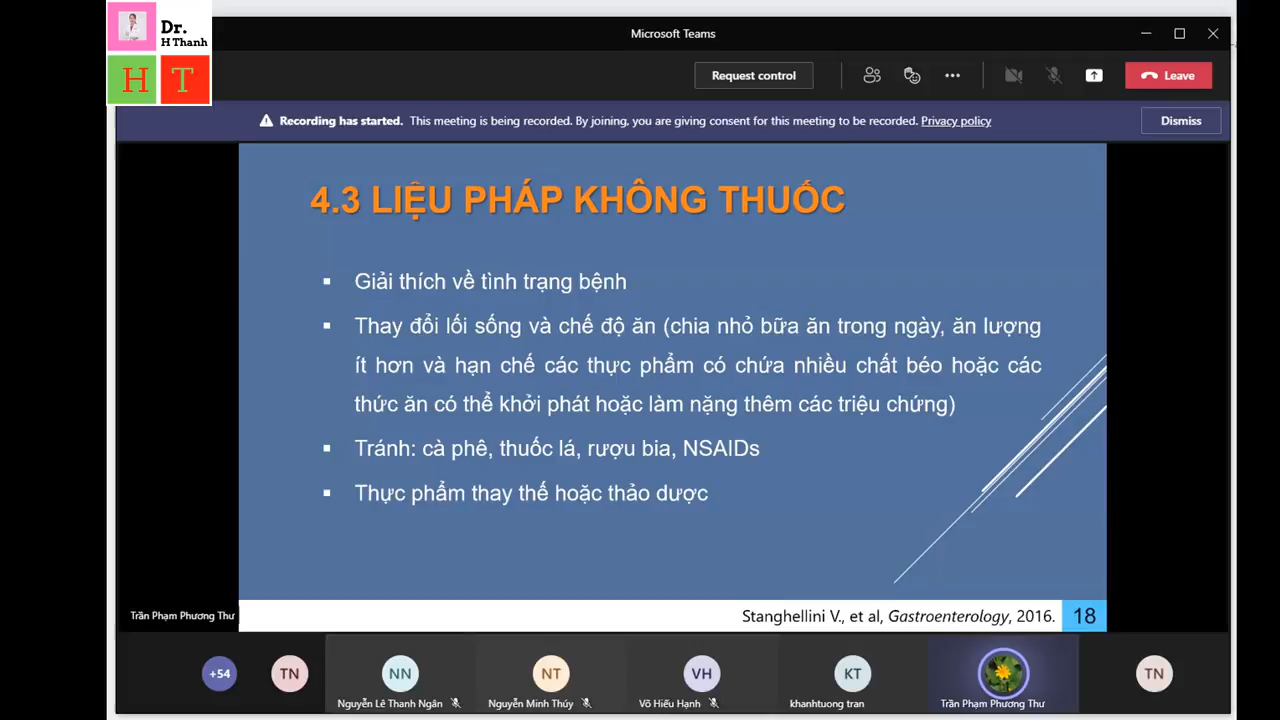 Dr.
H Thanh
H T
Microsoft Teams
Request control
Leave
Recording has started. This meeting is being recorded. By joining, you are giving consent for this meeting to be recorded. Privacy policy
Dismiss
4.3 LIỆU PHÁP KHÔNG THUỐC
▪ Giải thích về tình trạng bệnh
▪ Thay đổi lối sống và chế độ ăn (chia nhỏ bữa ăn trong ngày, ăn lượng
ít hơn và hạn chế các thực phẩm có chứa nhiều chất béo hoặc các
thức ăn có thể khởi phát hoặc làm nặng thêm các triệu chứng)
▪ Tránh: cà phê, thuốc lá, rượu bia, NSAIDs
▪ Thực phẩm thay thế hoặc thảo dược
Trần Phạm Phương Thư
Stanghellini V., et al, Gastroenterology, 2016.
18
+54
TN
NN
NT
VH
KT
TN
Nguyễn Lê Thanh Ngân
Nguyễn Minh Thúy
Võ Hiếu Hạnh
khanhtuong tran
Trần Phạm Phương Thư